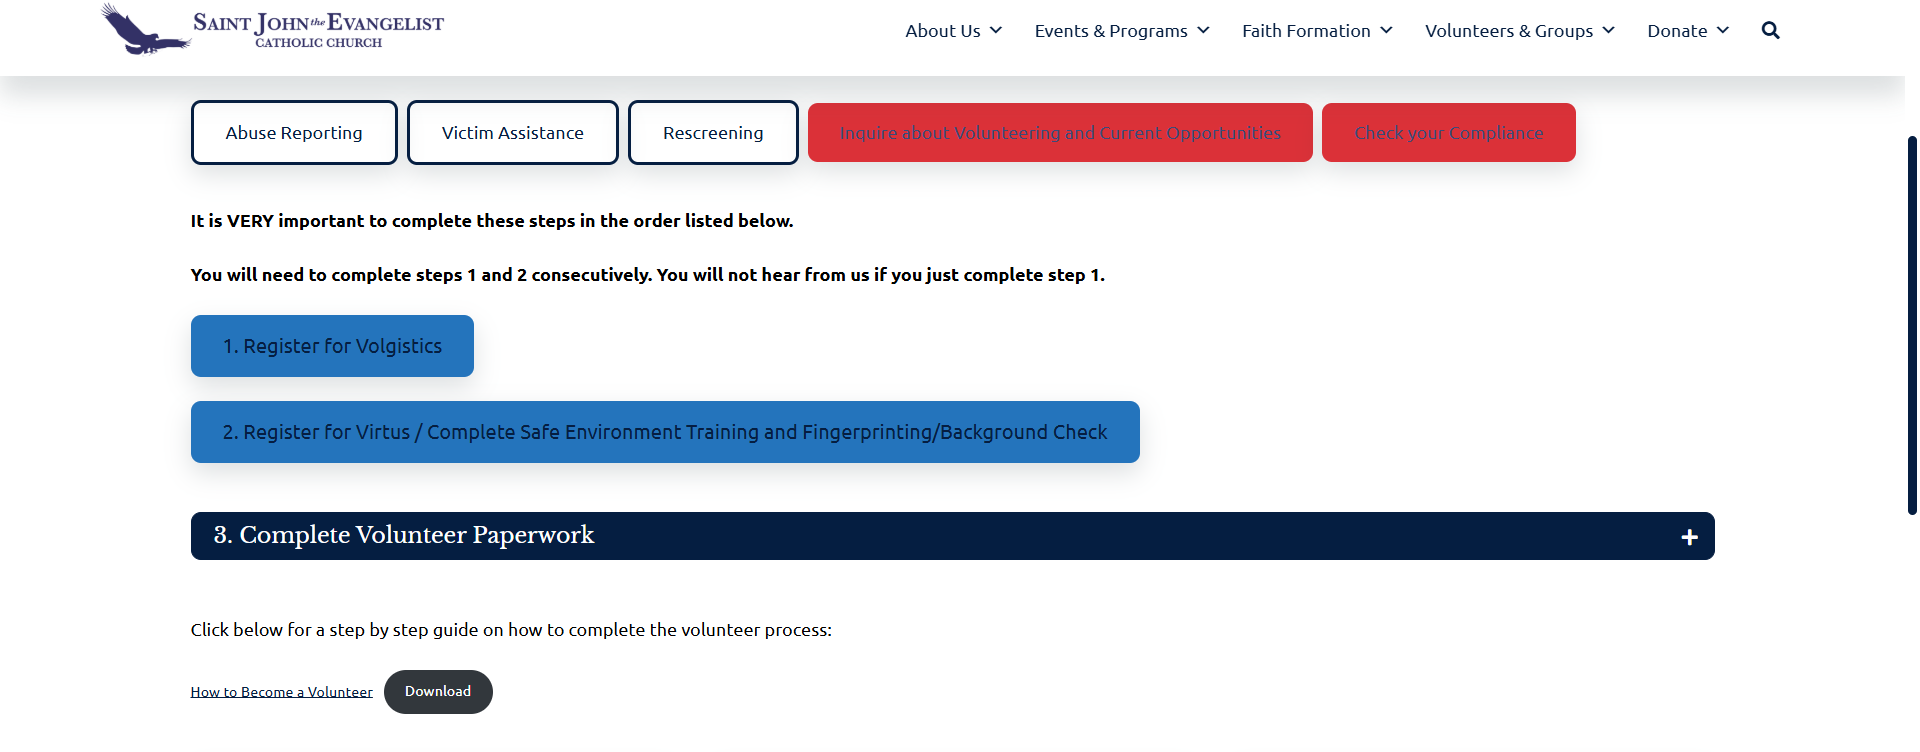 SAINT JOHN the EVANGELIST
CATHOLIC CHURCH
About Us
Events & Programs
Faith Formation
Volunteers & Groups
Donate
Abuse Reporting
Victim Assistance
Rescreening
Inquire about Volunteering and Current Opportunities
Check your Compliance
It is VERY important to complete these steps in the order listed below.
You will need to complete steps 1 and 2 consecutively. You will not hear from us if you just complete step 1.
1. Register for Volgistics
2. Register for Virtus / Complete Safe Environment Training and Fingerprinting/Background Check
3. Complete Volunteer Paperwork
Click below for a step by step guide on how to complete the volunteer process:
How to Become a Volunteer
Download